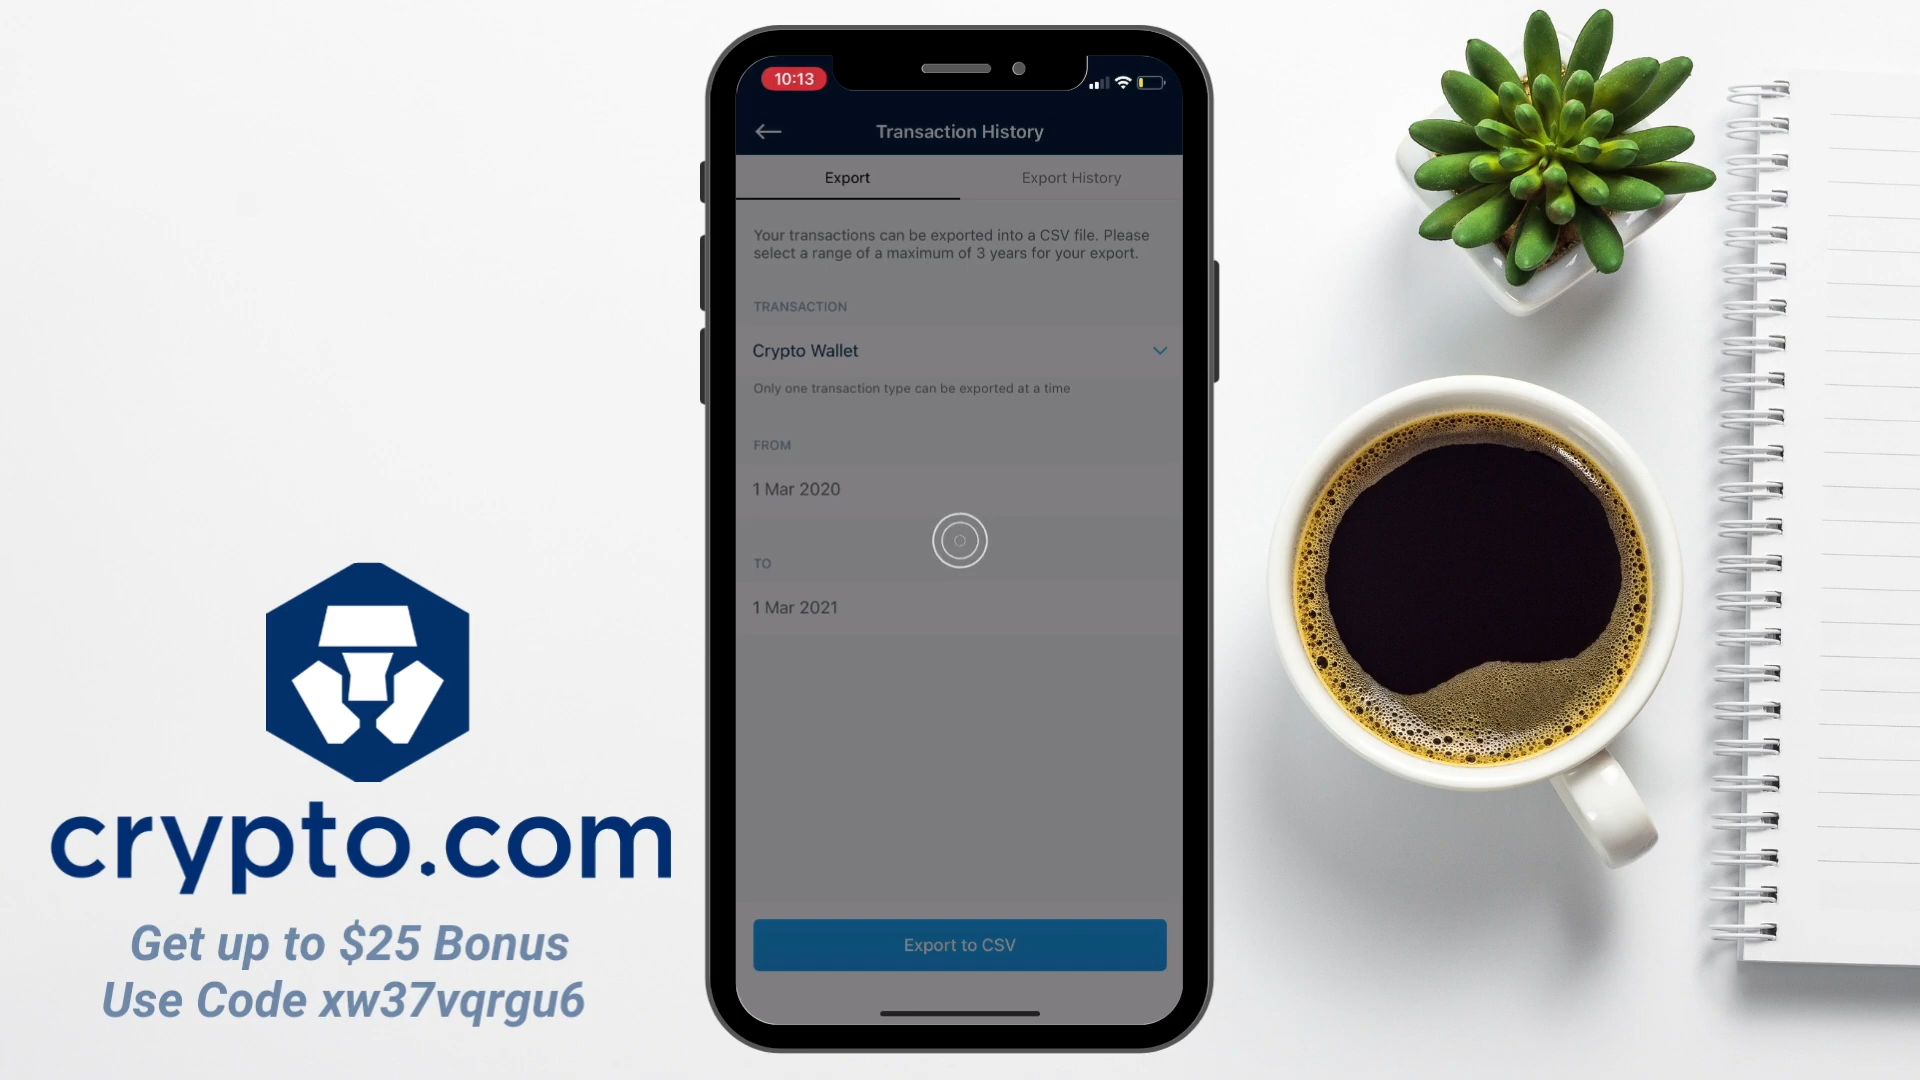 10:13
Transaction History
Export
Export History
Your transactions can be exported into a CSV file. Please
select a range of a maximum of 3 years for your export.
TRANSACTION
Crypto Wallet
Only one transaction type can be exported at a time
FROM
1 Mar 2020
TO
1 Mar 2021
Export to CSV
crypto.com
Get up to $25 Bonus
Use Code xw37vqrgu6